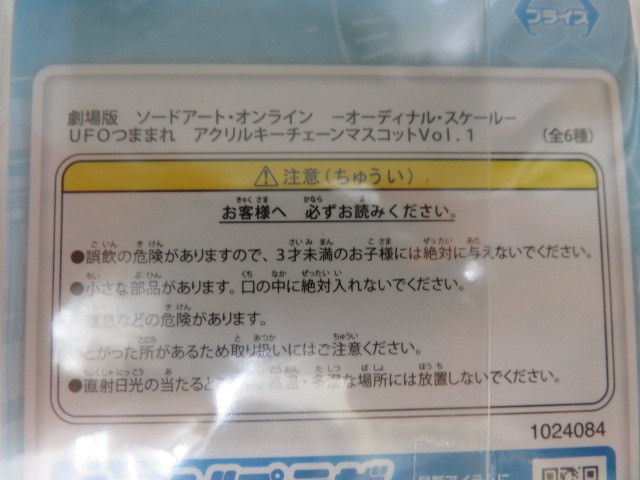 プライズ
劇場版 ソードアート・オンライン −オーディナル・スケール−
UFOつままれ アクリルキーチェーンマスコットVol.1 (全6種)
⚠注意(ちゅうい).
お客様へ 必ずお読みください。
●誤飲の危険がありますので、3才未満のお子様には絶対に与えないでください。
●小さな部品があります。口の中に絶対入れないでください。
窒息などの危険があります。
とがった所があるため取り扱いにはご注意ください。
●直射日光の当たるところ 高温・多湿な場所には放置しないでください。
1024084